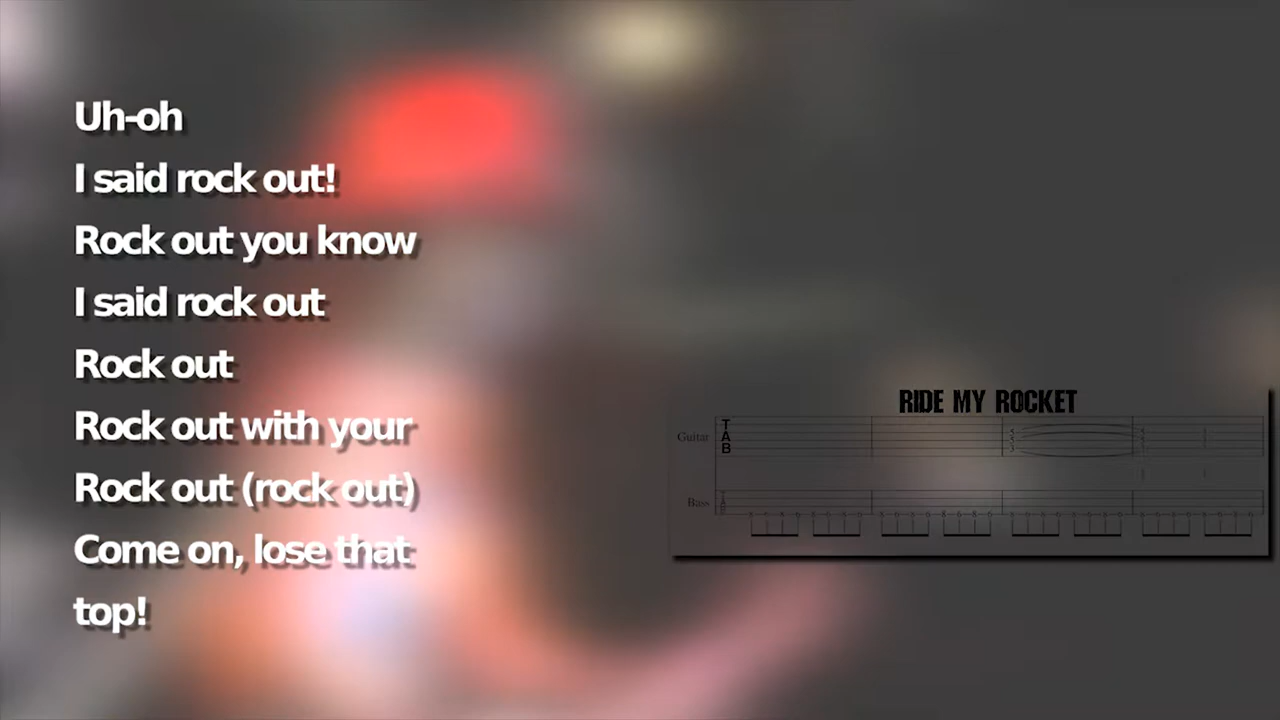 Uh-oh
I said rock out!
Rock out you know
I said rock out
Rock out
Rock out with your
Rock out (rock out)
Come on, lose that
top!
RIDE MY ROCKET
Guitar
T
A
B
Bass